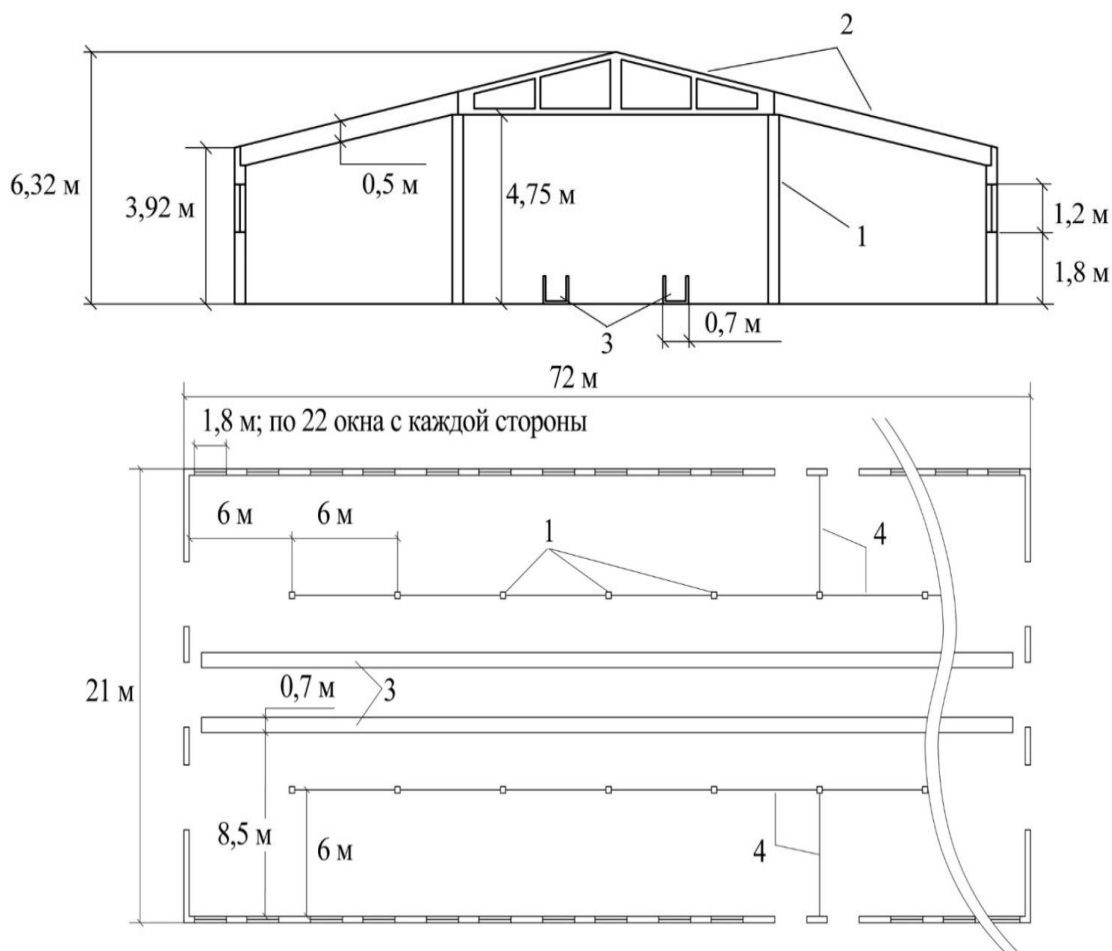 2
6,32 м
3,92 м
0,5 м
4,75 м
1
1,2 м
1,8 м
3
0,7 м
72 м
1,8 м; по 22 окна с каждой стороны
6 м
6 м
1
4
21 м
0,7 м
3
8,5 м
6 м
4